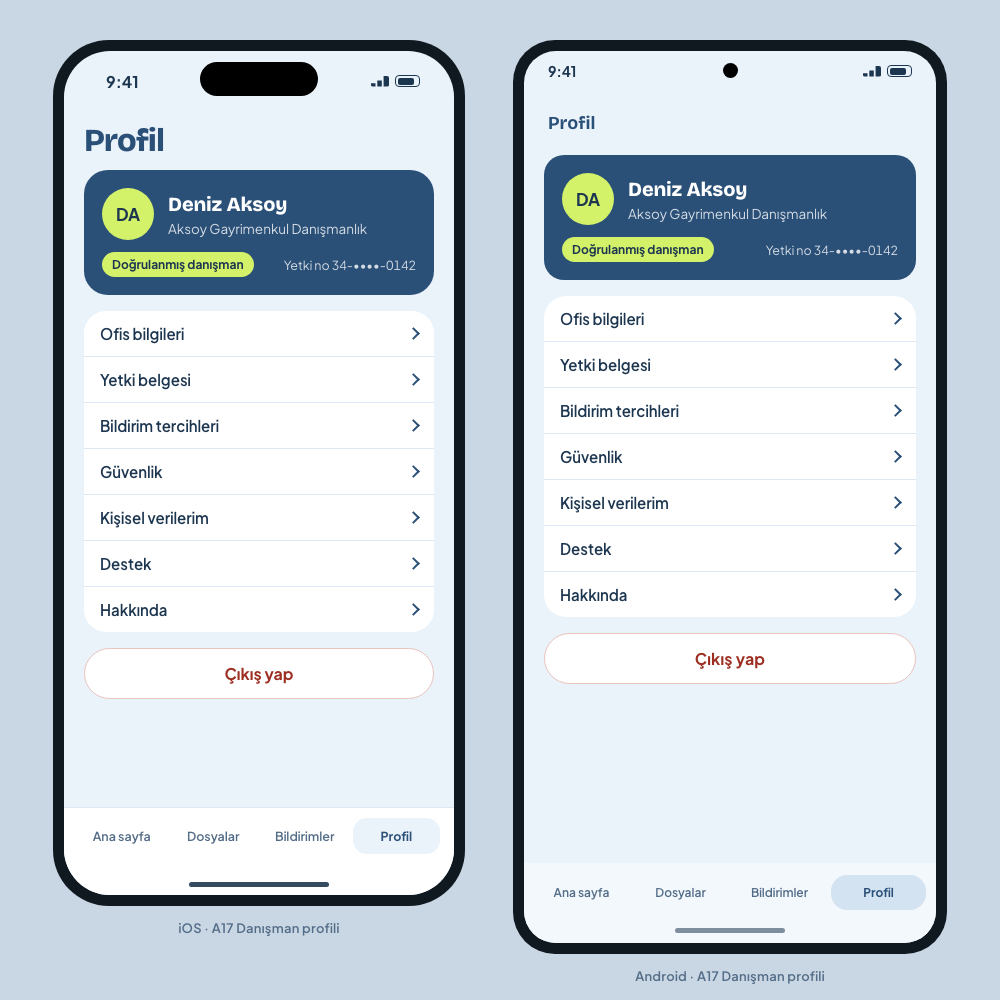 9:41
Profil
DA
Deniz Aksoy
Aksoy Gayrimenkul Danışmanlık
Doğrulanmış danışman
Yetki no 34-••••-0142
Ofis bilgileri
Yetki belgesi
Bildirim tercihleri
Güvenlik
Kişisel verilerim
Destek
Hakkında
Çıkış yap
Ana sayfa
Dosyalar
Bildirimler
Profil
iOS · A17 Danışman profili
9:41
Profil
DA
Deniz Aksoy
Aksoy Gayrimenkul Danışmanlık
Doğrulanmış danışman
Yetki no 34-••••-0142
Ofis bilgileri
Yetki belgesi
Bildirim tercihleri
Güvenlik
Kişisel verilerim
Destek
Hakkında
Çıkış yap
Ana sayfa
Dosyalar
Bildirimler
Profil
Android · A17 Danışman profili